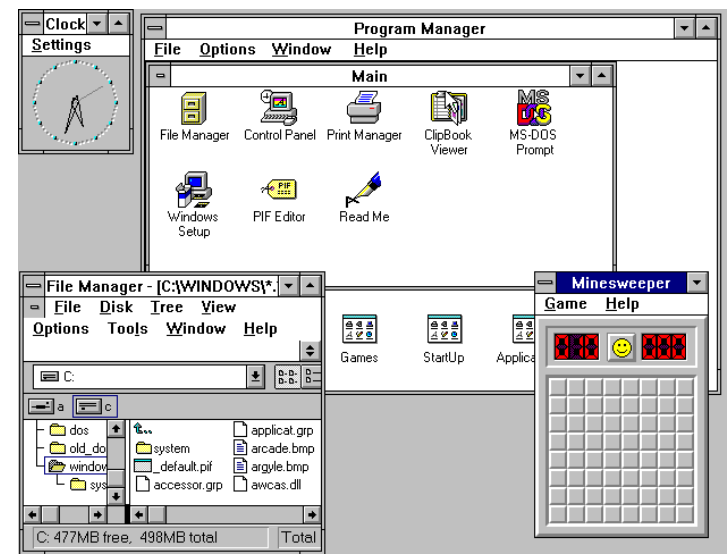 Clock
Settings
Program Manager
File Options Window Help
Main
File Manager
Control Panel
Print Manager
ClipBook Viewer
MS-DOS Prompt
Windows Setup
PIF Editor
Read Me
File Manager - [C:\WINDOWS\*.
File Disk Tree View
Options Tools Window Help
C:
a c
dos
old_do
window
sys
system
_default.pif
accessor.grp
applicat.grp
arcade.bmp
argyle.bmp
awcas.dll
C: 477MB free, 498MB total
Total
Games
StartUp
Applica
Minesweeper
Game Help